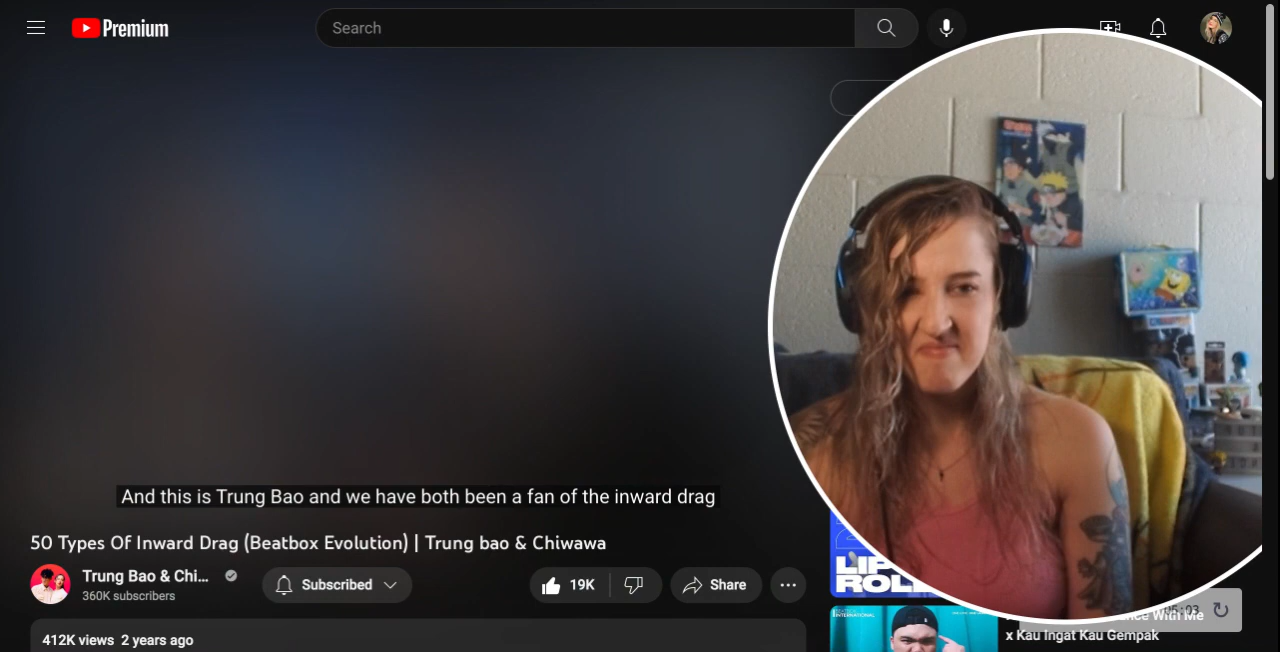 Premium
Search
And this is Trung Bao and we have both been a fan of the inward drag
50 Types Of Inward Drag (Beatbox Evolution) | Trung bao & Chiwawa
Trung Bao & Chi...
360K subscribers
Subscribed
19K
Share
412K views 2 years ago
LIP
ROLL
With Me
x Kau Ingat Kau Gempak